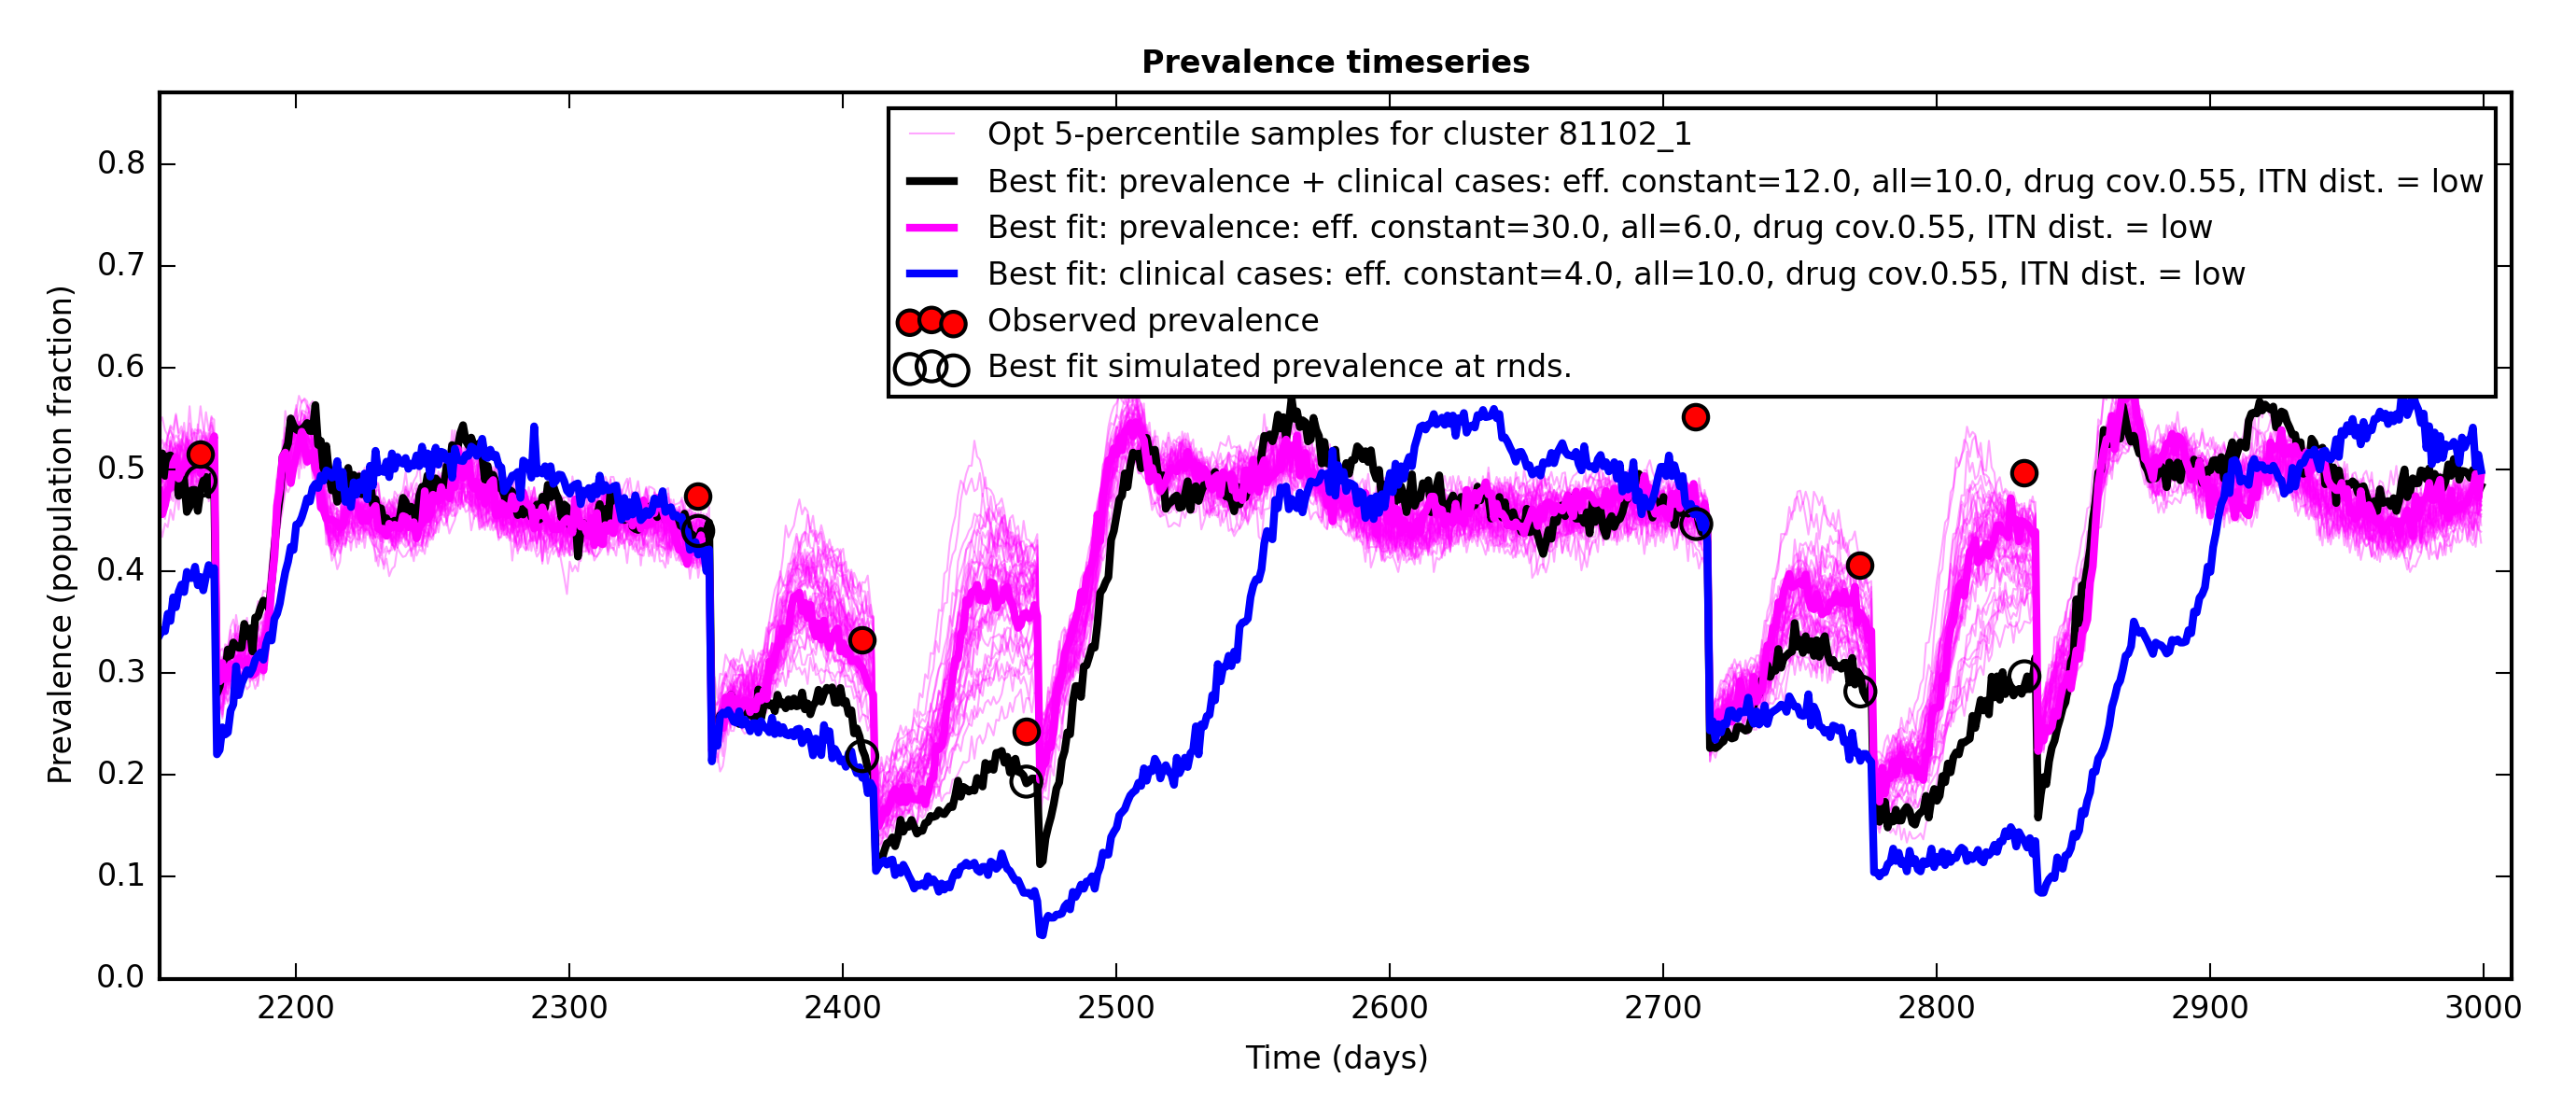 Prevalence timeseries
Opt 5-percentile samples for cluster 81102_1
Best fit: prevalence + clinical cases: eff. constant=12.0, all=10.0, drug cov.0.55, ITN dist. = low
Best fit: prevalence: eff. constant=30.0, all=6.0, drug cov.0.55, ITN dist. = low
Best fit: clinical cases: eff. constant=4.0, all=10.0, drug cov.0.55, ITN dist. = low
Observed prevalence
Best fit simulated prevalence at rnds.
Prevalence (population fraction)
0.8
0.7
0.6
0.5
0.4
0.3
0.2
0.1
0.0
2200 2300 2400 2500 2600 2700 2800 2900 3000
Time (days)